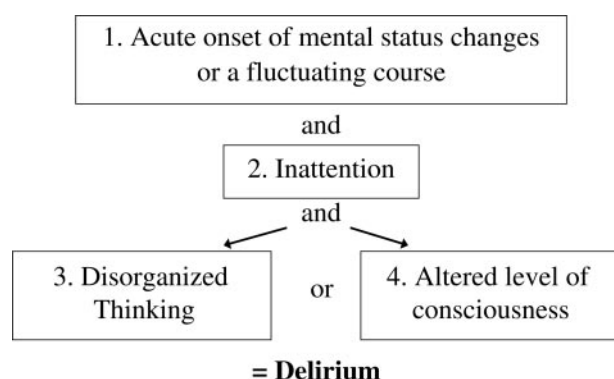 1. Acute onset of mental status changes
or a fluctuating course
and
2. Inattention
and
3. Disorganized
Thinking
or
4. Altered level of
consciousness
= Delirium